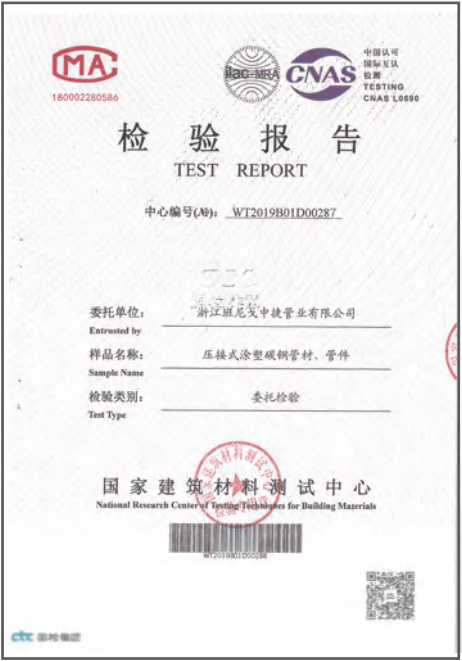 MA
180002280586
ilac-MRA
CNAS
中国认可
国际互认
检测
TESTING
CNAS L0690
检验报告
TEST REPORT
中心编号(№): WT2019B01D00287
委托单位: 浙江班尼戈中捷管业有限公司
Entrusted by
样品名称: 压接式涂塑碳钢管材、管件
Sample Name
检验类别: 委托检验
Test Type
国家建筑材料测试中心
National Research Center of Testing Techniques for Building Materials
WT2019B01D00288
ctc 国检集团